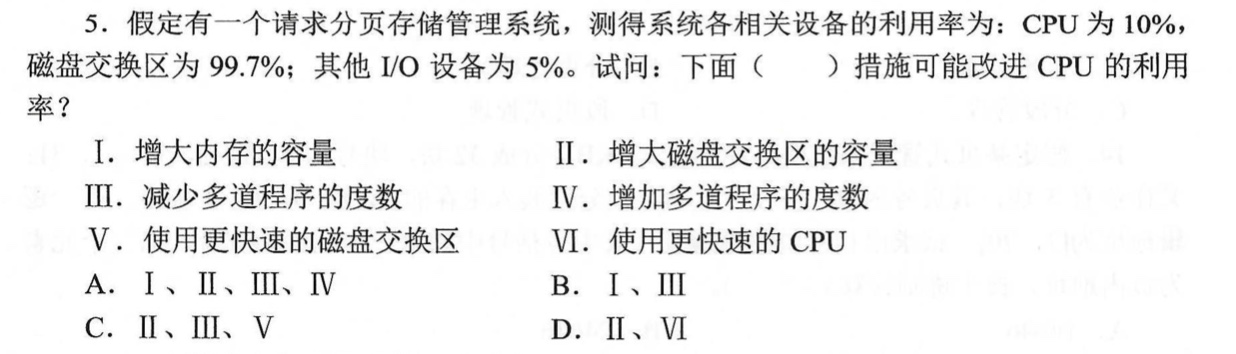 5．假定有一个请求分页存储管理系统，测得系统各相关设备的利用率为：CPU 为 10%，
磁盘交换区为 99.7%；其他 I/O 设备为 5%。试问：下面（　　）措施可能改进 CPU 的利用
率？
Ⅰ．增大内存的容量　　Ⅱ．增大磁盘交换区的容量
Ⅲ．减少多道程序的度数　　Ⅳ．增加多道程序的度数
Ⅴ．使用更快速的磁盘交换区　　Ⅵ．使用更快速的 CPU
A．Ⅰ、Ⅱ、Ⅲ、Ⅳ　　B．Ⅰ、Ⅲ
C．Ⅱ、Ⅲ、Ⅴ　　D．Ⅱ、Ⅵ